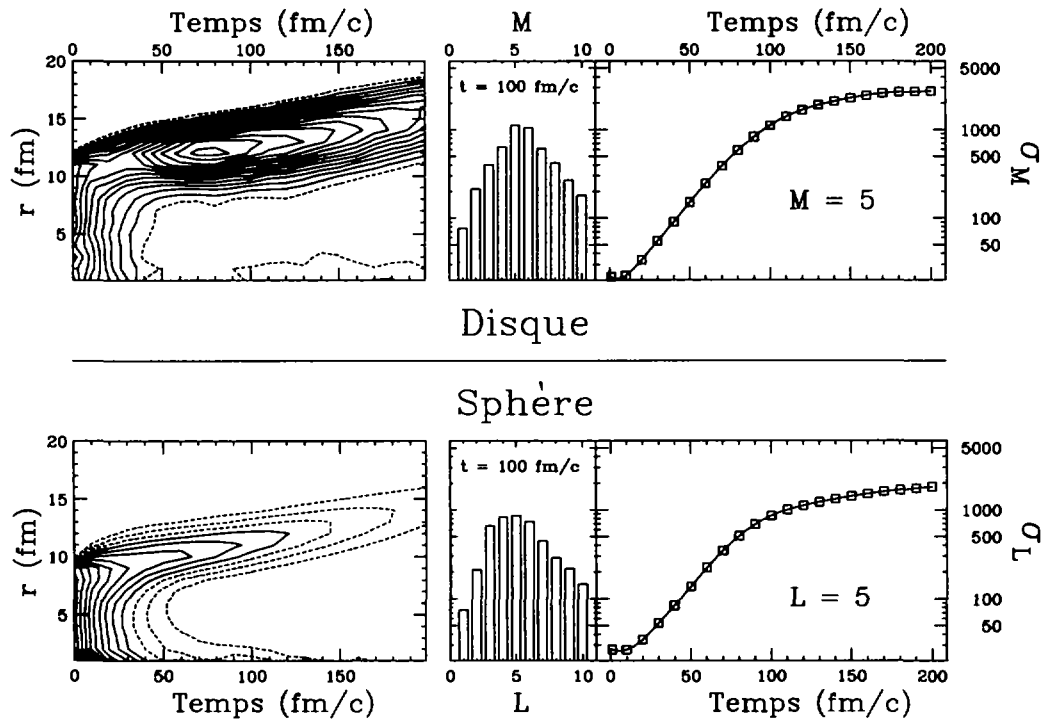 Temps (fm/c)
M
Temps (fm/c)
0 50 100 150
0 5 10
0 50 100 150 200
20
15
10
5
r (fm)
t = 100 fm/c
M = 5
5000
1000
500
100
50
σM
Disque
Sphère
20
15
10
5
0
r (fm)
t = 100 fm/c
L = 5
5000
1000
500
100
50
σL
0 50 100 150
0 5 10
0 50 100 150 200
Temps (fm/c)
L
Temps (fm/c)